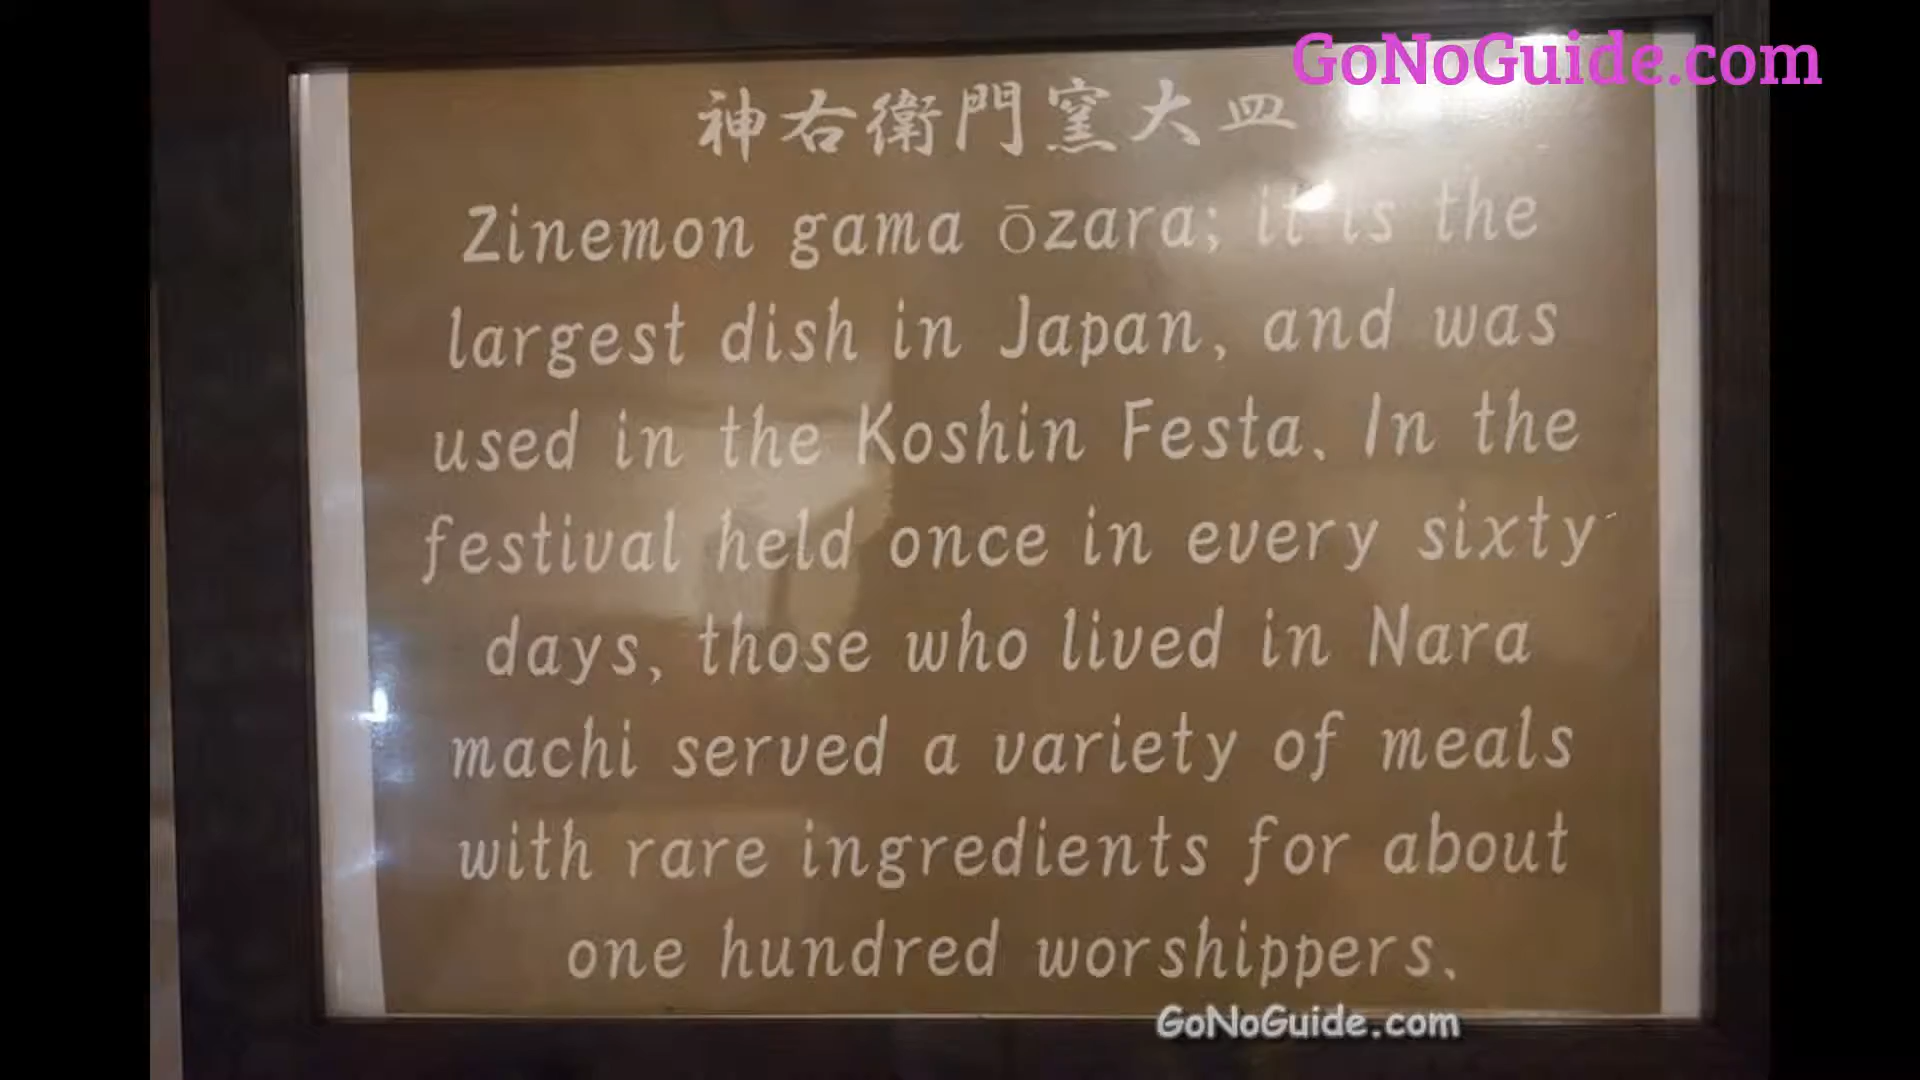 GoNoGuide.com
神右衛門窯大皿
Zinemon gama ōzara; it is the
largest dish in Japan, and was
used in the Koshin Festa. In the
festival held once in every sixty
days, those who lived in Nara
machi served a variety of meals
with rare ingredients for about
one hundred worshippers.
GoNoGuide.com